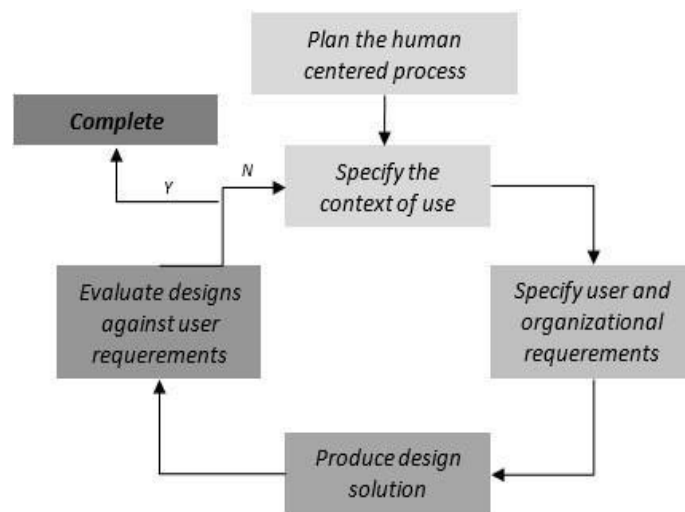 Plan the human
centered process
Complete
N
Y
Specify the
context of use
Evaluate designs
against user
requerements
Specify user and
organizational
requerements
Produce design
solution